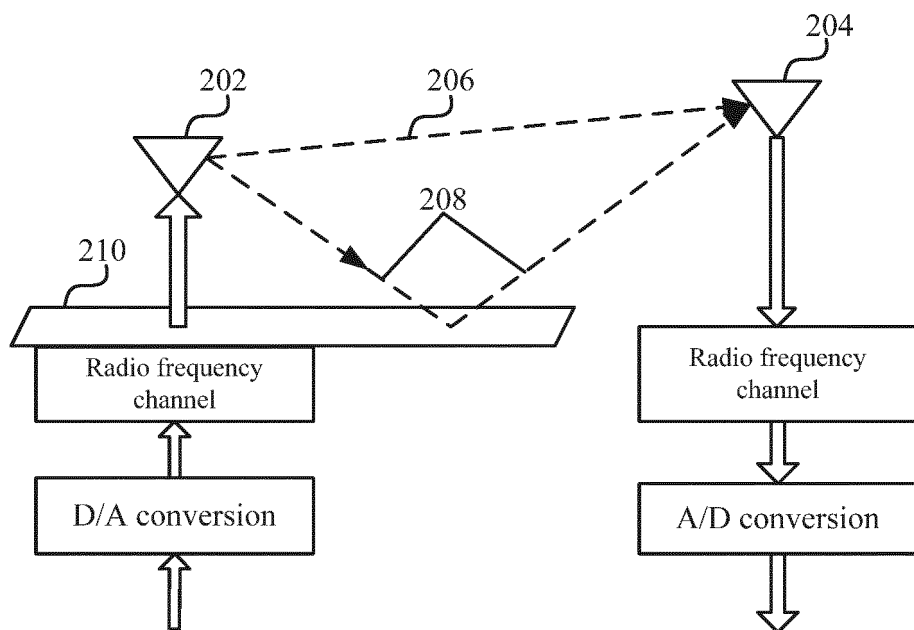 204
202
206
208
210
Radio frequency
channel
Radio frequency
channel
D/A conversion
A/D conversion